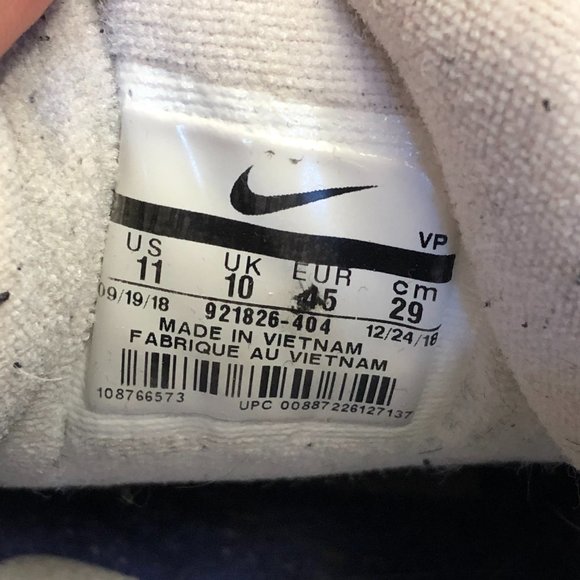 VP
US UK EUR cm
11 10 45 29
09/19/18 921826-404 12/24/18
MADE IN VIETNAM
FABRIQUE AU VIETNAM
108766573 UPC 00887226127137